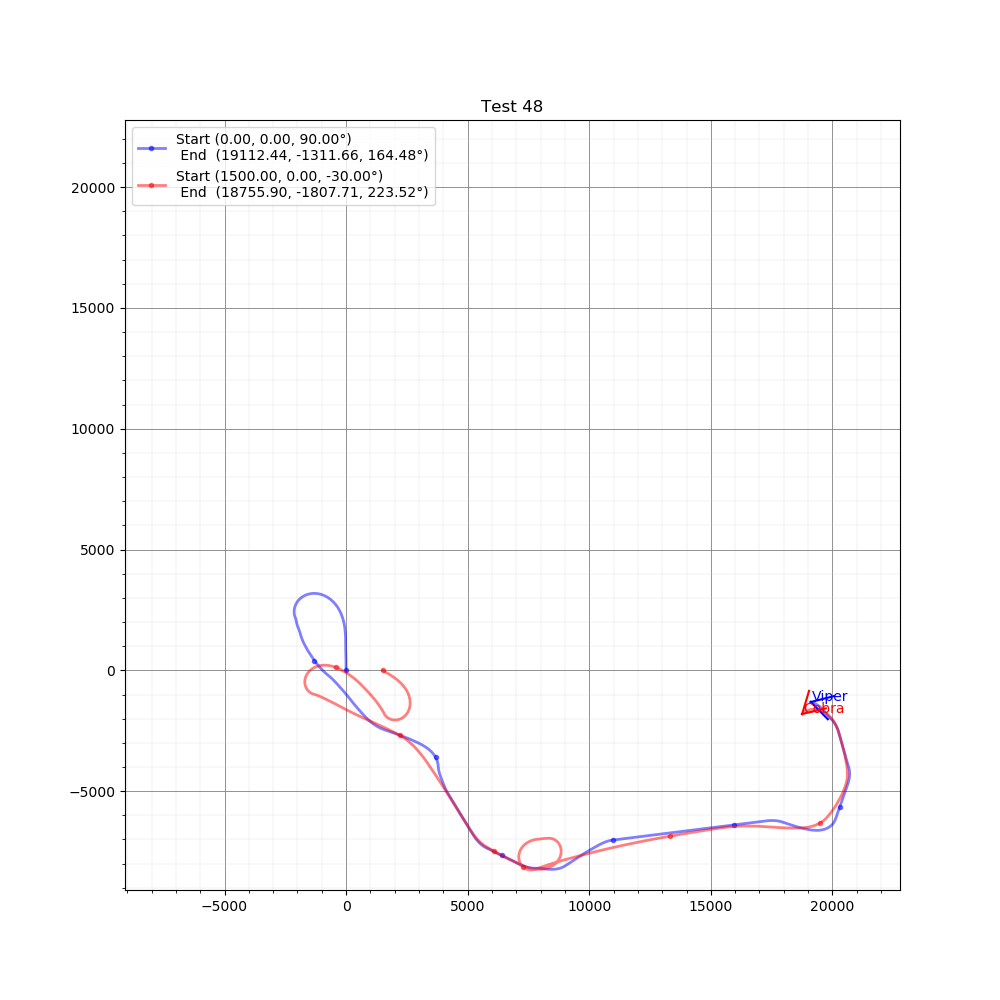 Test 48
Start (0.00, 0.00, 90.00°)
End (19112.44, -1311.66, 164.48°)
Start (1500.00, 0.00, -30.00°)
End (18755.90, -1807.71, 223.52°)
20000
15000
10000
5000
0
−5000
Viper
−5000 0 5000 10000 15000 20000